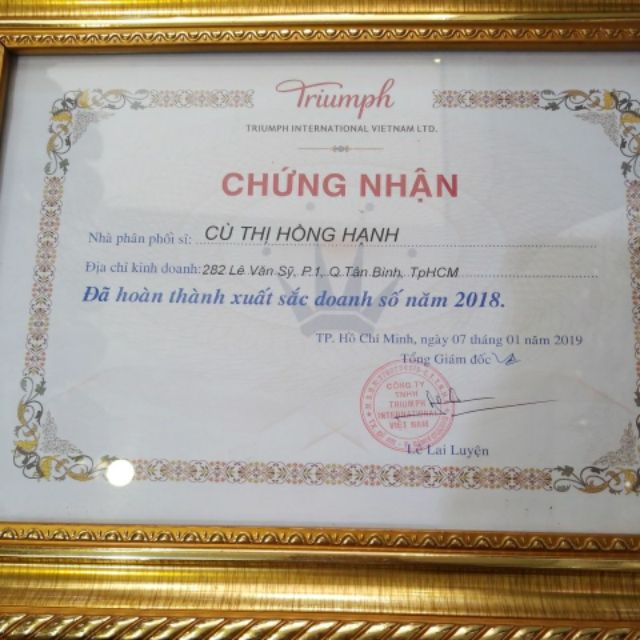 Triumph
TRIUMPH INTERNATIONAL VIETNAM LTD.
CHỨNG NHẬN
Nhà phân phối sỉ: CÙ THỊ HỒNG HẠNH
Địa chỉ kinh doanh: 282 Lê Văn Sỹ, P.1, Q.Tân Bình, TpHCM
Đã hoàn thành xuất sắc doanh số năm 2018.
TP. Hồ Chí Minh, ngày 07 tháng 01 năm 2019
Tổng Giám đốc
CÔNG TY
TNHH
TRIUMPH
INTERNATIONAL
VIỆT NAM
Lê Lai Luyện